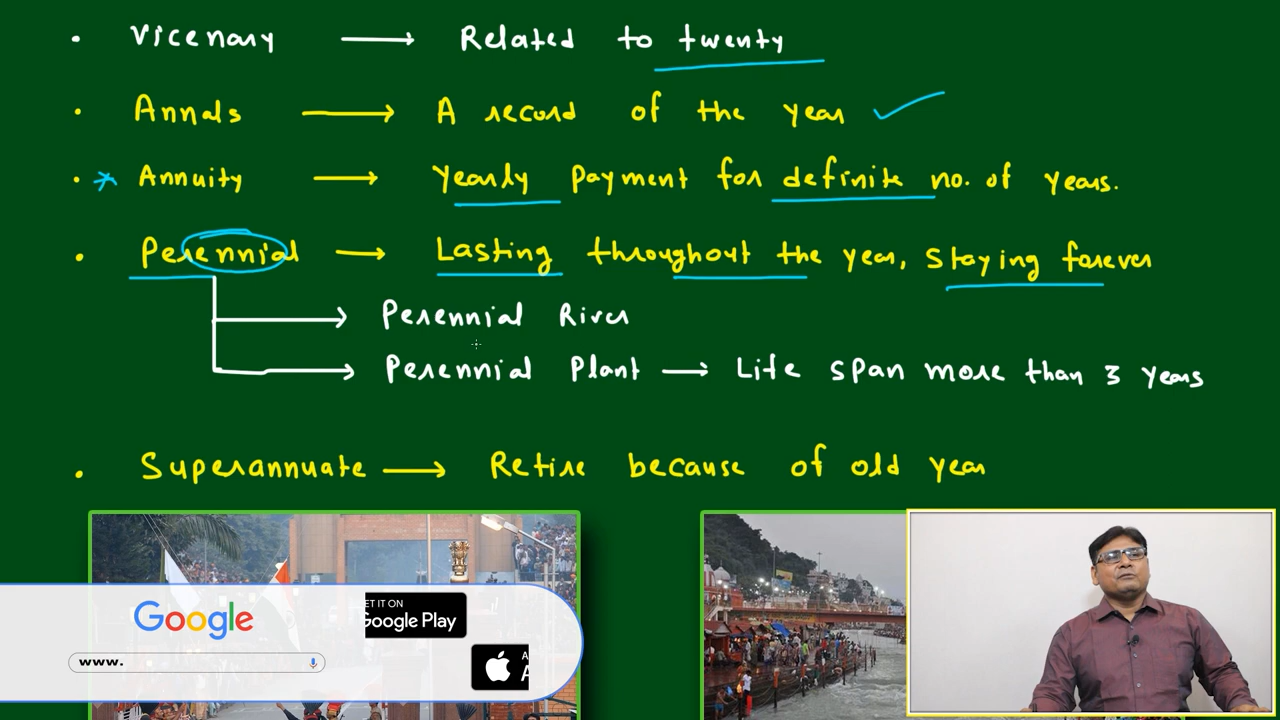 • Vicenary → Related to twenty
• Annals → A record of the year ✓
• * Annuity → Yearly payment for definite no. of years.
• Perennial → Lasting throughout the year, staying forever
→ Perennial River
→ Perennial Plant → Life span more than 3 years
• Superannuate → Retire because of old year
Google
ET IT ON
Google Play
www.
A
A